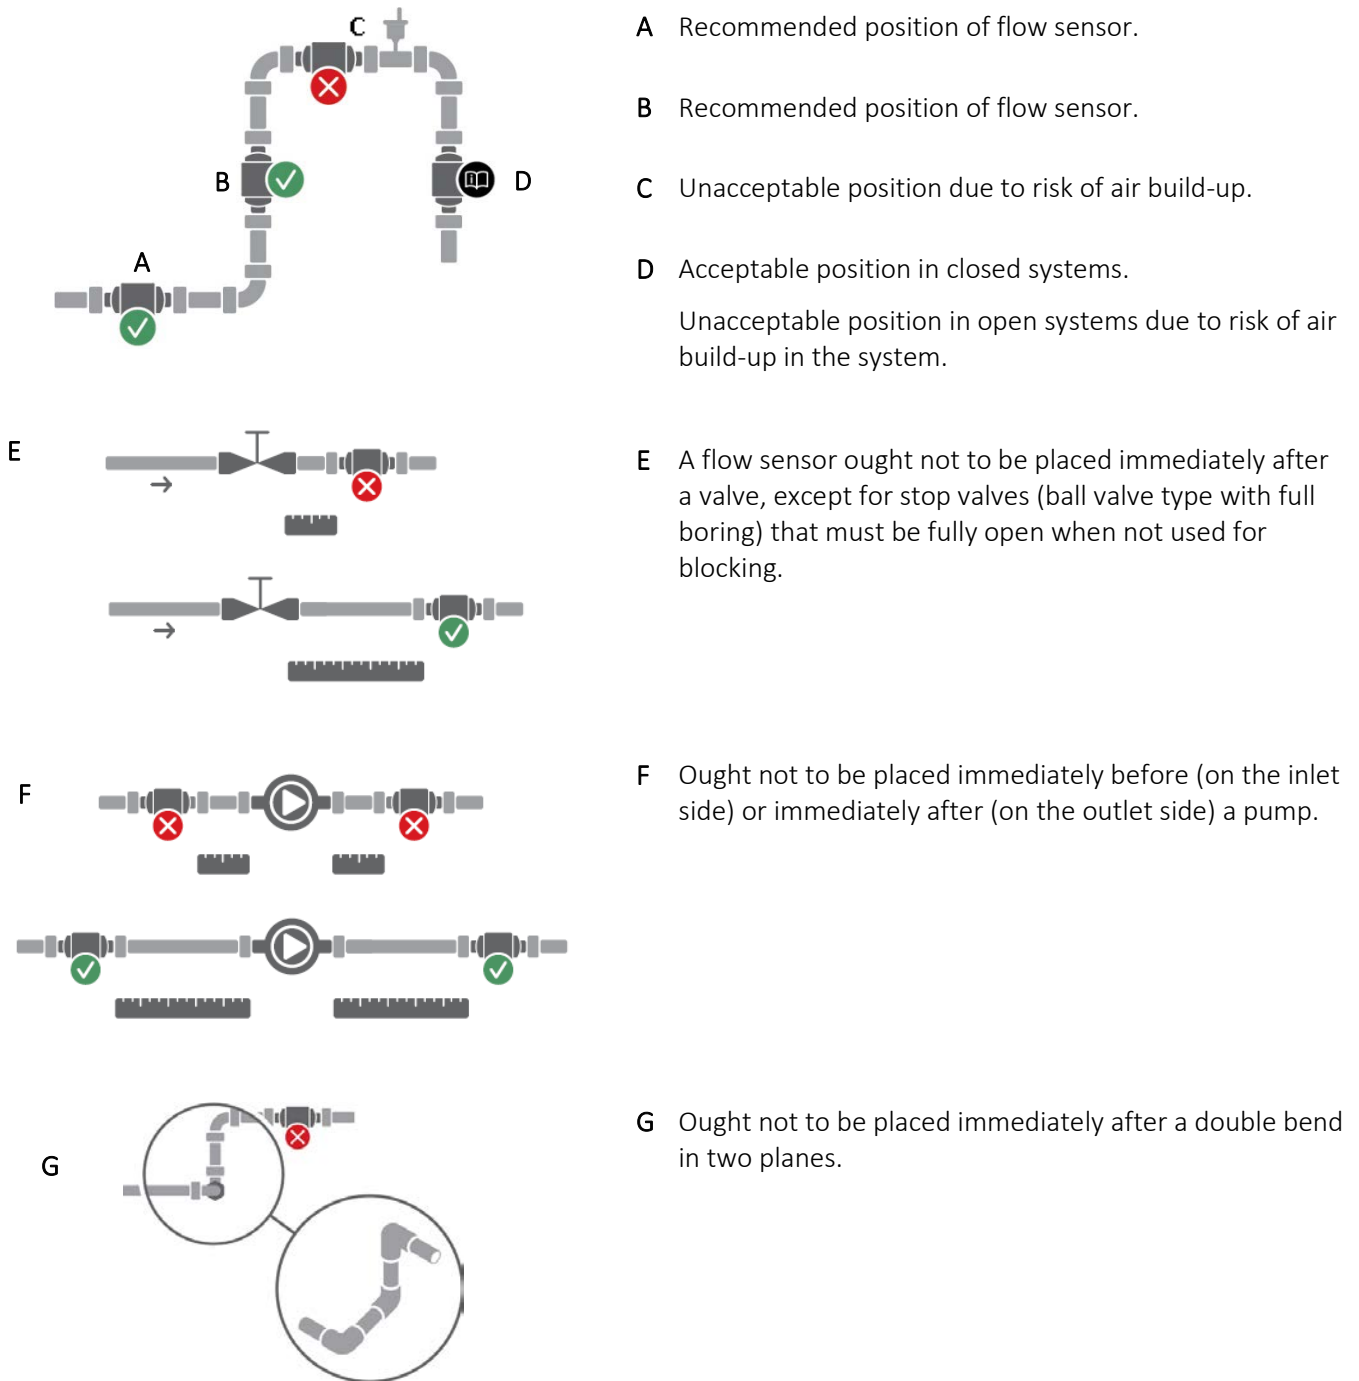 C
B
D
A
A Recommended position of flow sensor.
B Recommended position of flow sensor.
C Unacceptable position due to risk of air build-up.
D Acceptable position in closed systems.
Unacceptable position in open systems due to risk of air
build-up in the system.
E
E A flow sensor ought not to be placed immediately after
a valve, except for stop valves (ball valve type with full
boring) that must be fully open when not used for
blocking.
F
F Ought not to be placed immediately before (on the inlet
side) or immediately after (on the outlet side) a pump.
G
G Ought not to be placed immediately after a double bend
in two planes.